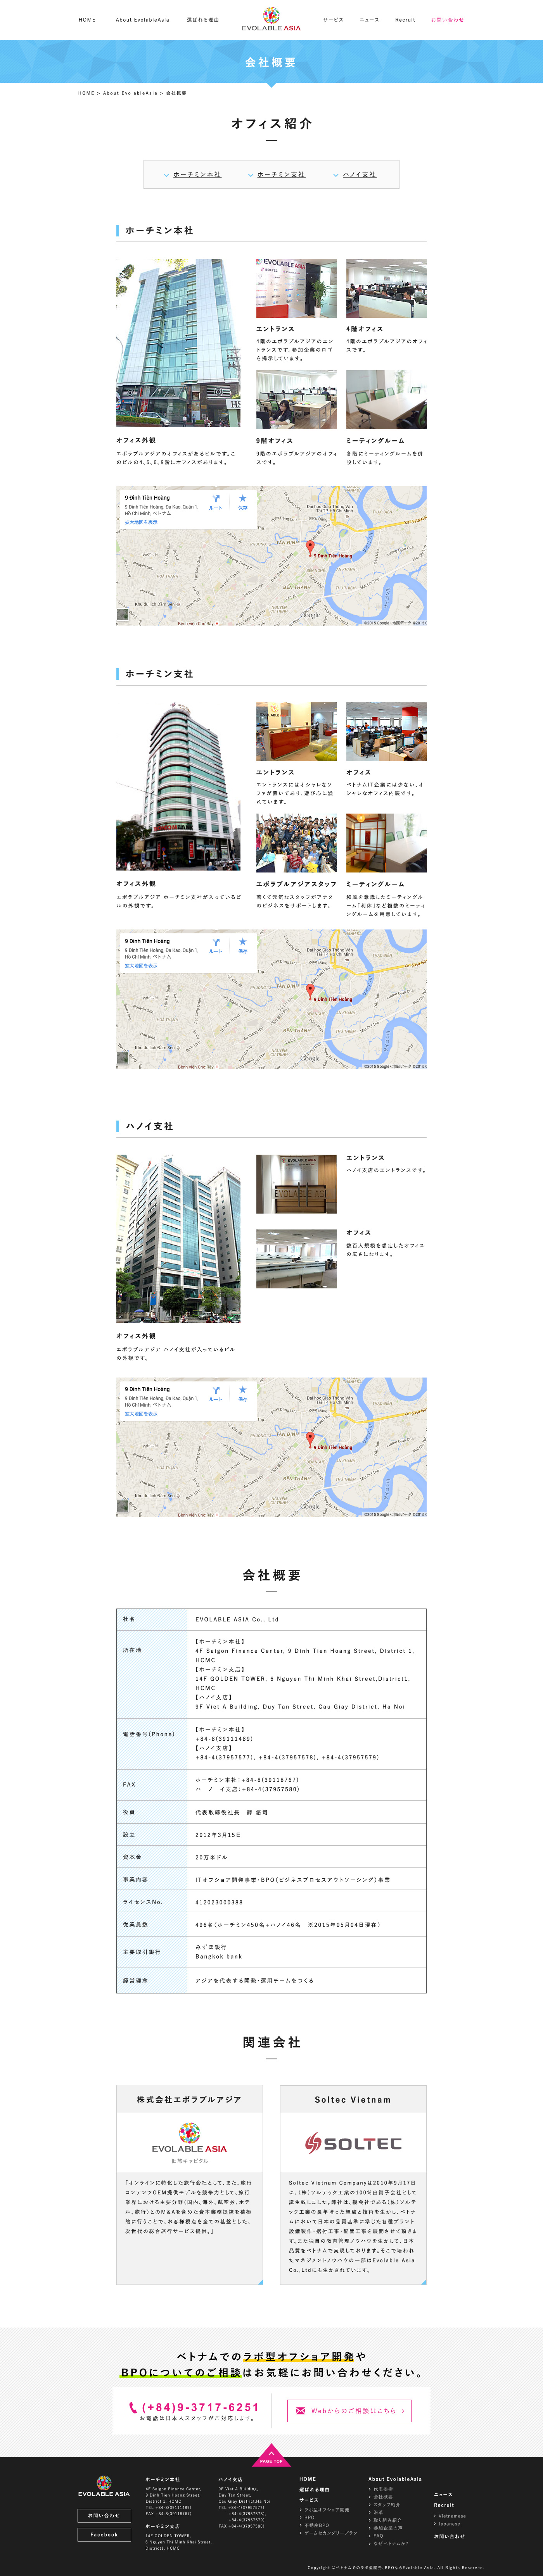 HOME
About EvolableAsia
選ばれる理由
EVOLABLE ASIA
サービス
ニュース
Recruit
お問い合わせ
会社概要
HOME > About EvolableAsia > 会社概要
オフィス紹介
ホーチミン本社
ホーチミン支社
ハノイ支社
ホーチミン本社
オフィス外観
エボラブルアジアのオフィスがあるビルです。こ
のビルの4、5、6、9階にオフィスがあります。
エントランス
4階のエボラブルアジアのエン
トランスです。参加企業のロゴ
を掲示しています。
4階オフィス
4階のエボラブルアジアのオフィ
スです。
9階オフィス
9階のエボラブルアジアのオフィ
スです。
ミーティングルーム
各階にミーティングルームを併
設しています。
9 Đinh Tiên Hoàng
9 Đinh Tiên Hoàng, Đa Kao, Quận 1,
Hồ Chí Minh, ベトナム
拡大地図を表示
ルート
保存
9 Đinh Tiên Hoàng
Google
ホーチミン支社
オフィス外観
エボラブルアジア ホーチミン支社が入っているビ
ルの外観です。
エントランス
エントランスにはオシャレなソ
ファが置いてあり、遊び心に溢
れています。
オフィス
ベトナムIT企業には少ない、オ
シャレなオフィス内装です。
エボラブルアジアスタッフ
若くて元気なスタッフがアナタ
のビジネスをサポートします。
ミーティングルーム
和風を意識したミーティングル
ーム「利休」など複数のミーティ
ングルームを用意しています。
9 Đinh Tiên Hoàng
9 Đinh Tiên Hoàng, Đa Kao, Quận 1,
Hồ Chí Minh, ベトナム
拡大地図を表示
ルート
保存
9 Đinh Tiên Hoàng
Google
ハノイ支社
オフィス外観
エボラブルアジア ハノイ支社が入っているビル
の外観です。
エントランス
ハノイ支店のエントランスです。
オフィス
数百人規模を想定したオフィス
の広さになります。
9 Đinh Tiên Hoàng
9 Đinh Tiên Hoàng, Đa Kao, Quận 1,
Hồ Chí Minh, ベトナム
拡大地図を表示
ルート
保存
9 Đinh Tiên Hoàng
Google
会社概要
社名
EVOLABLE ASIA Co., Ltd
所在地
【ホーチミン本社】
4F Saigon Finance Center, 9 Dinh Tien Hoang Street, District 1,
HCMC
【ホーチミン支店】
14F GOLDEN TOWER, 6 Nguyen Thi Minh Khai Street,District1,
HCMC
【ハノイ支店】
9F Viet A Building, Duy Tan Street, Cau Giay District, Ha Noi
電話番号(Phone)
【ホーチミン本社】
+84-8(39111489)
【ハノイ支店】
+84-4(37957577), +84-4(37957578), +84-4(37957579)
FAX
ホーチミン本社:+84-8(39118767)
ハ ノ イ支店:+84-4(37957580)
役員
代表取締役社長 薛 悠司
設立
2012年3月15日
資本金
20万米ドル
事業内容
ITオフショア開発事業・BPO(ビジネスプロセスアウトソーシング)事業
ライセンスNo.
412023000388
従業員数
496名(ホーチミン450名+ハノイ46名 ※2015年05月04日現在)
主要取引銀行
みずほ銀行
Bangkok bank
経営理念
アジアを代表する開発・運用チームをつくる
関連会社
株式会社エボラブルアジア
EVOLABLE ASIA
旧旅キャピタル
「オンラインに特化した旅行会社として、また、旅行
コンテンツOEM提供モデルを競争力として、旅行
業界における主要分野(国内、海外、航空券、ホテ
ル、旅行)とのM&Aを含めた資本業務提携を積極
的に行うことで、お客様視点を全ての基盤とした、
次世代の総合旅行サービス提供。」
Soltec Vietnam
SOLTEC
Soltec Vietnam Companyは2010年9月17日
に、(株)ソルテック工業の100%出資子会社として
誕生致しました。弊社は、親会社である(株)ソルテ
ック工業の長年培った経験と技術を生かし、ベトナ
ムにおいて日本の品質基準に準じた各種プラント
設備製作・据付工事・配管工事を展開させて頂きま
す。また独自の教育管理ノウハウを生かして、日本
品質をベトナムで実現しております。そこで培われ
たマネジメントノウハウの一部はEvolable Asia
Co.,Ltdにも生かされています。
ベトナムでのラボ型オフショア開発や
BPOについてのご相談はお気軽にお問い合わせください。
(+84)9-3717-6251
お電話は日本人スタッフがご対応します。
Webからのご相談はこちら
PAGE TOP
EVOLABLE ASIA
お問い合わせ
Facebook
ホーチミン本社
4F Saigon Finance Center,
9 Dinh Tien Hoang Street,
District 1, HCMC
TEL +84-8(39111489)
FAX +84-8(39118767)
ホーチミン支店
14F GOLDEN TOWER,
6 Nguyen Thi Minh Khai Street,
District1, HCMC
ハノイ支店
9F Viet A Building,
Duy Tan Street,
Cau Giay District,Ha Noi
TEL +84-4(37957577),
+84-4(37957578),
+84-4(37957579)
FAX +84-4(37957580)
HOME
選ばれる理由
サービス
ラボ型オフショア開発
BPO
不動産BPO
ゲームセカンダリープラン
About EvolableAsia
代表挨拶
会社概要
スタッフ紹介
沿革
取り組み紹介
参加企業の声
FAQ
なぜベトナムか?
ニュース
Recruit
Vietnamese
Japanese
お問い合わせ
Copyright ©ベトナムでのラボ型開発、BPOならEvolable Asia. All Rights Reserved.